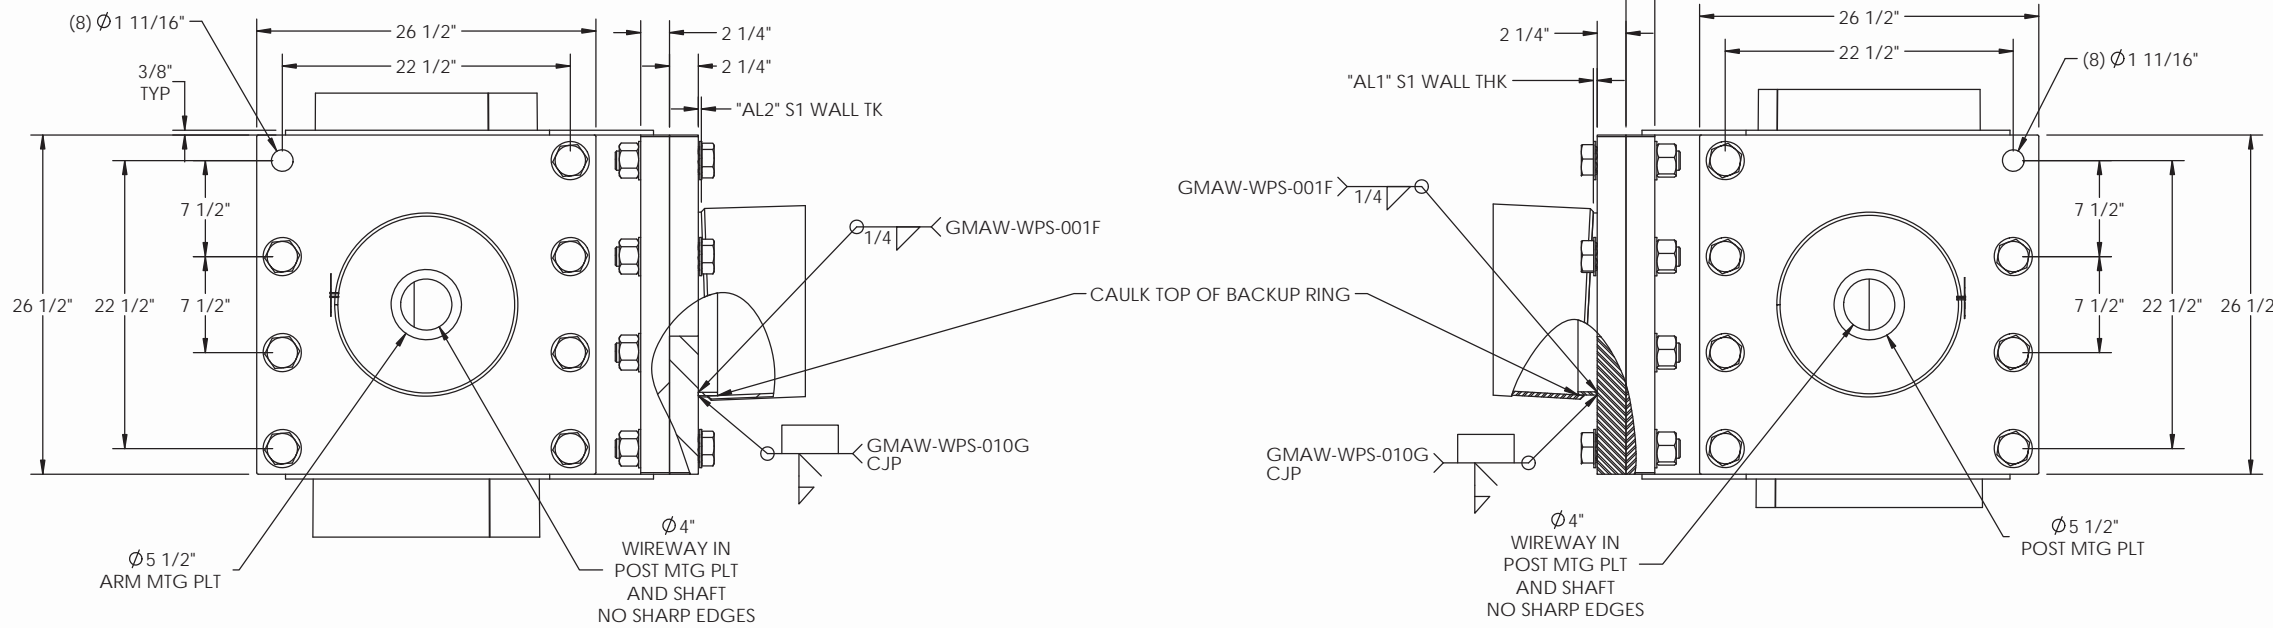 (8) Ø1 11/16"
26 1/2"
2 1/4"
22 1/2"
2 1/4"
3/8"
TYP
"AL2" S1 WALL TK
7 1/2"
26 1/2"
22 1/2"
7 1/2"
1/4
GMAW-WPS-001F
CAULK TOP OF BACKUP RING
GMAW-WPS-010G
CJP
Ø5 1/2"
ARM MTG PLT
Ø4"
WIREWAY IN
POST MTG PLT
AND SHAFT
NO SHARP EDGES
26 1/2"
2 1/4"
22 1/2"
(8) Ø1 11/16"
"AL1" S1 WALL THK
GMAW-WPS-001F
1/4
7 1/2"
7 1/2"
22 1/2"
26 1/2
GMAW-WPS-010G
CJP
Ø4"
WIREWAY IN
POST MTG PLT
AND SHAFT
NO SHARP EDGES
Ø5 1/2"
POST MTG PLT